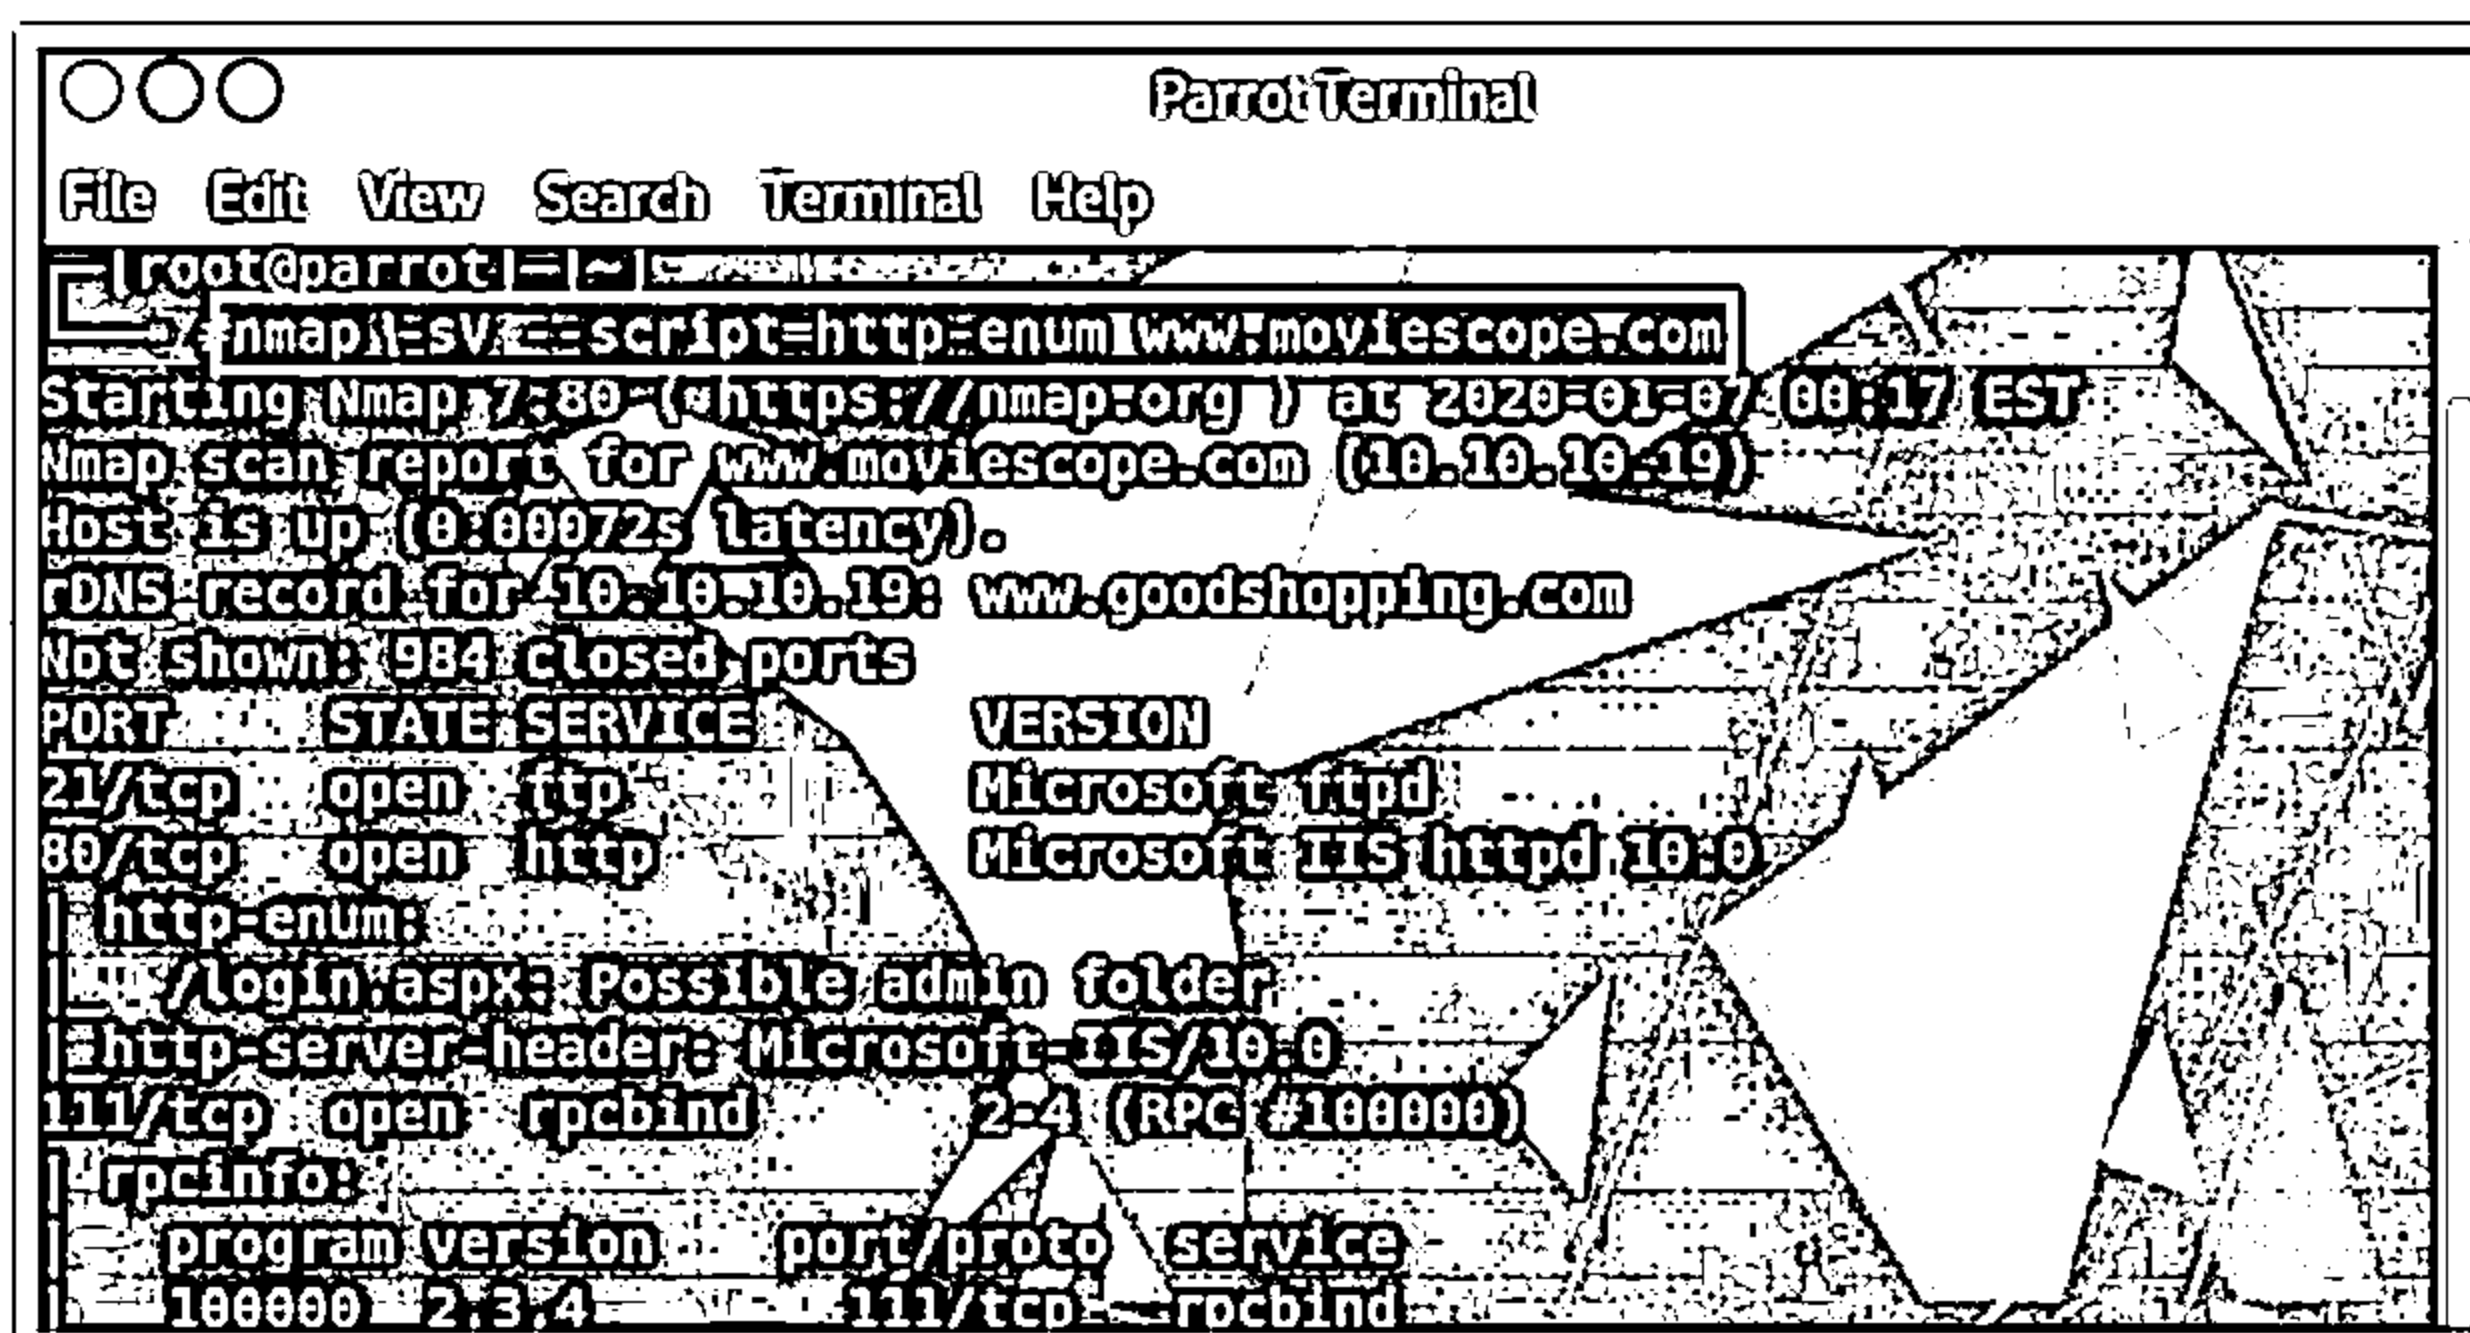 Parrot Terminal
File Edit View Search Terminal Help
[root@parrot]─[~]
#nmap -sV --script=http-enum www.moviescope.com
Starting Nmap 7.80 ( https://nmap.org ) at 2020-01-07 00:17 EST
Nmap scan report for www.moviescope.com (10.10.10.19)
Host is up (0.00072s latency).
rDNS record for 10.10.10.19: www.goodshopping.com
Not shown: 984 closed ports
PORT STATE SERVICE VERSION
21/tcp open ftp Microsoft ftpd
80/tcp open http Microsoft IIS httpd 10.0
| http-enum:
|_ /login.aspx: Possible admin folder
|_http-server-header: Microsoft-IIS/10.0
111/tcp open rpcbind 2-4 (RPC #100000)
| rpcinfo:
| program version port/proto service
| 100000 2,3,4 111/tcp rpcbind